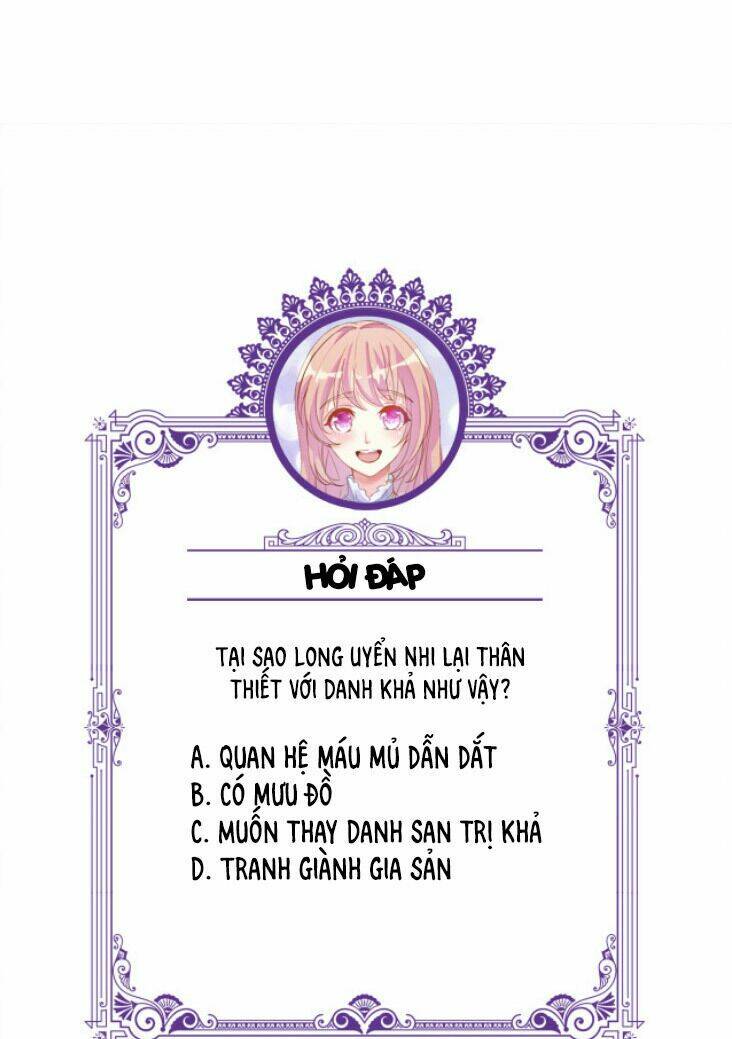 HỎI ĐÁP
TẠI SAO LONG UYỂN NHI LẠI THÂN
THIẾT VỚI DANH KHẢ NHƯ VẬY?
A. QUAN HỆ MÁU MỦ DẪN DẮT
B. CÓ MƯU ĐỒ
C. MUỐN THAY DANH SAN TRỊ KHẢ
D. TRANH GIÀNH GIA SẢN